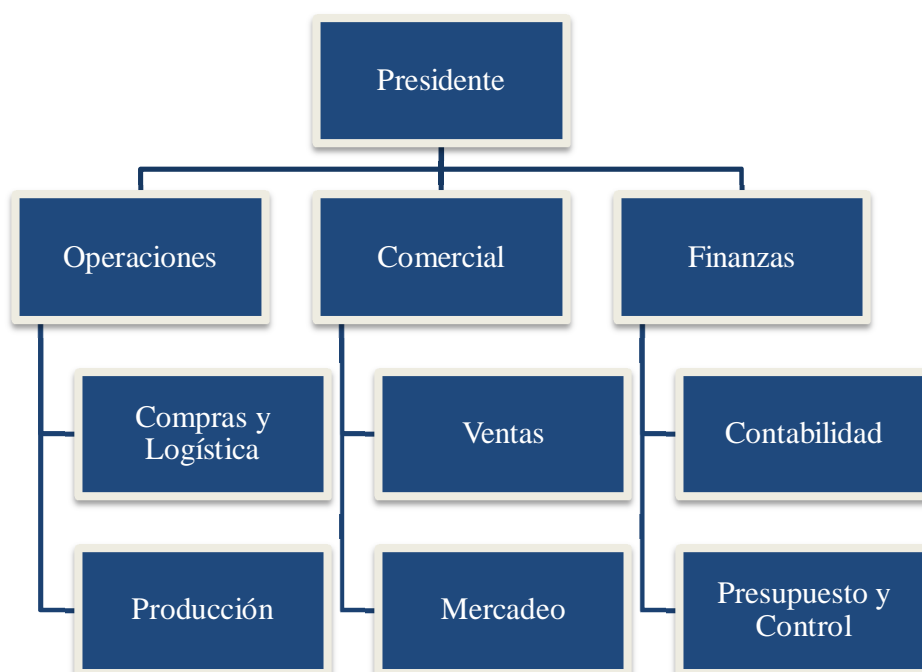 Presidente
Operaciones
Comercial
Finanzas
Compras y
Logística
Ventas
Contabilidad
Producción
Mercadeo
Presupuesto y
Control